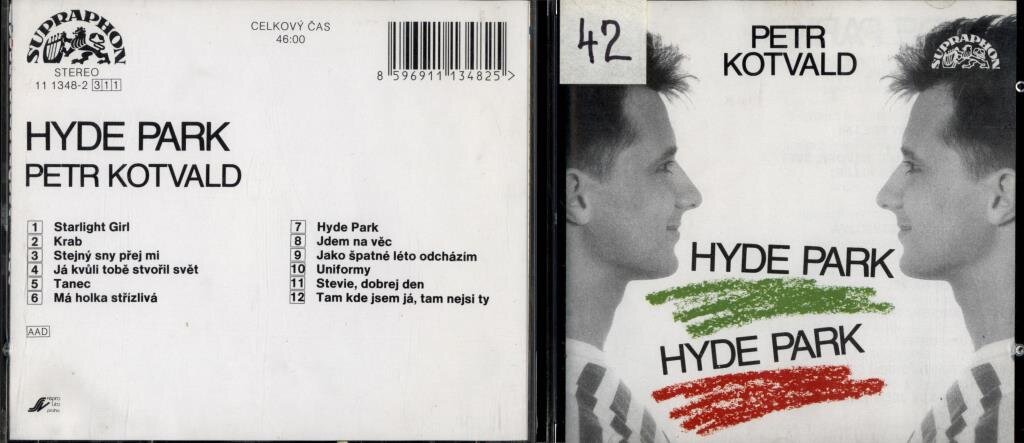 SUPRAPHON
STEREO
11 1348-2 311
CELKOVÝ ČAS
46:00
8 596911 134825 >
HYDE PARK
PETR KOTVALD
1 Starlight Girl
2 Krab
3 Stejný sny přej mi
4 Já kvůli tobě stvořil svět
5 Tanec
6 Má holka střízlivá
7 Hyde Park
8 Jdem na věc
9 Jako špatné léto odcházím
10 Uniformy
11 Stevie, dobrej den
12 Tam kde jsem já, tam nejsi ty
AAD
42
PETR
KOTVALD
SUPRAPHON
HYDE PARK
HYDE PARK